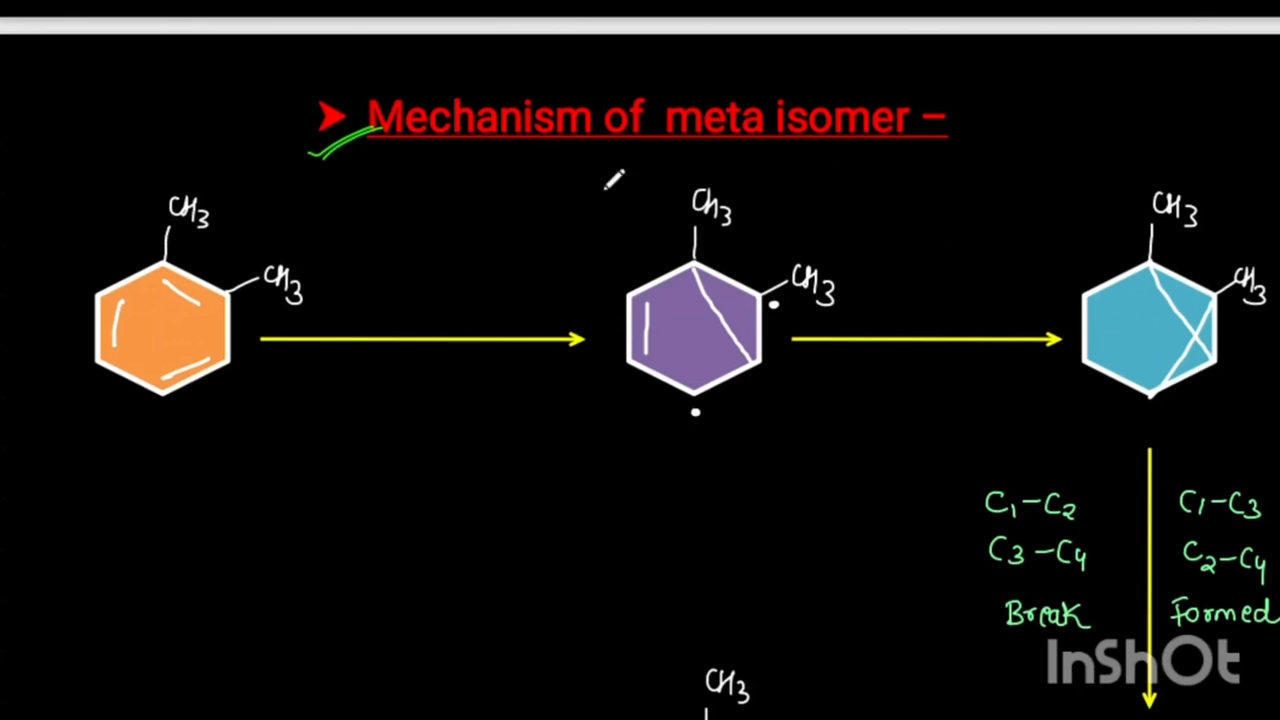 ➤ Mechanism of meta isomer –
CH3
CH3
CH3
CH3
CH3
CH3
C1-C2
C1-C3
C3-C4
C2-C4
Break
Formed
InShOt
CH3